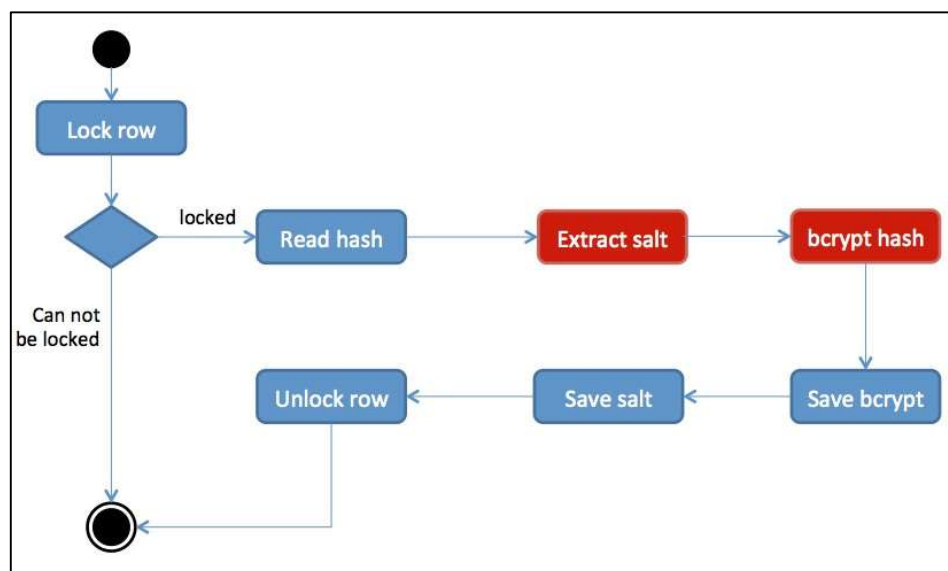 Lock row
locked
Read hash
Extract salt
bcrypt hash
Can not
be locked
Unlock row
Save salt
Save bcrypt